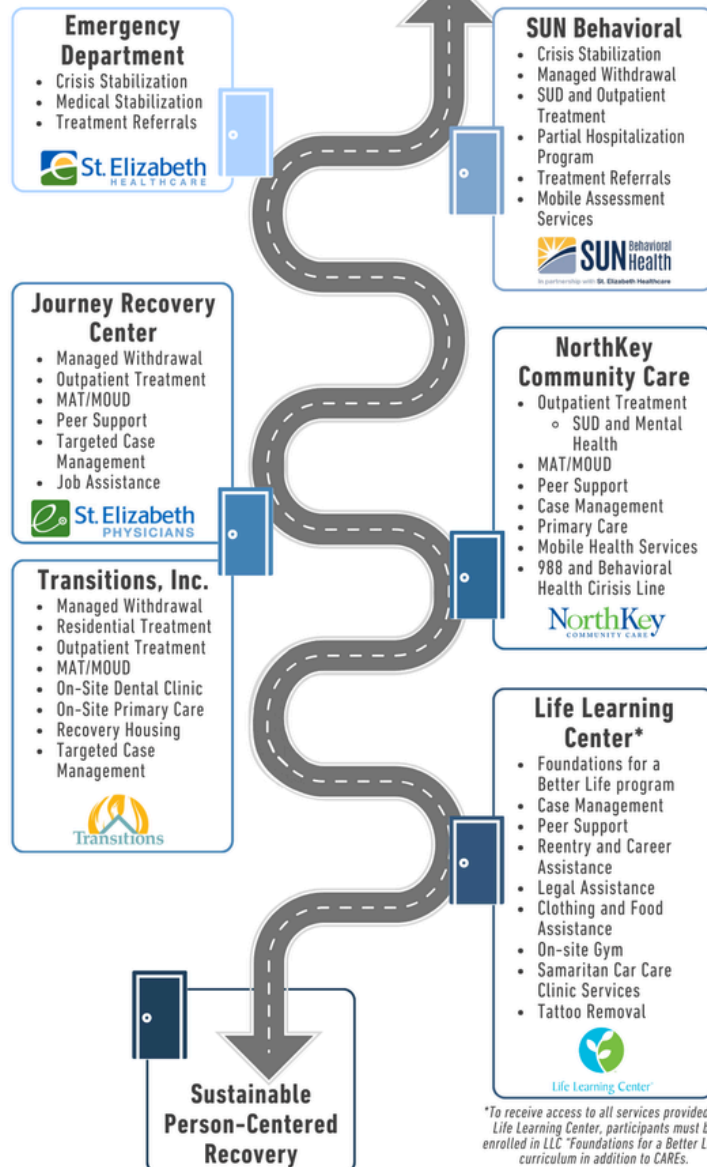 Emergency
Department
• Crisis Stabilization
• Medical Stabilization
• Treatment Referrals
St. Elizabeth
HEALTHCARE
SUN Behavioral
• Crisis Stabilization
• Managed Withdrawal
• SUD and Outpatient
Treatment
• Partial Hospitalization
Program
• Treatment Referrals
• Mobile Assessment
Services
SUN Behavioral
Health
In partnership with St. Elizabeth Healthcare
Journey Recovery
Center
• Managed Withdrawal
• Outpatient Treatment
• MAT/MOUD
• Peer Support
• Targeted Case
Management
• Job Assistance
St. Elizabeth
PHYSICIANS
NorthKey
Community Care
• Outpatient Treatment
◦ SUD and Mental
Health
• MAT/MOUD
• Peer Support
• Case Management
• Primary Care
• Mobile Health Services
• 988 and Behavioral
Health Cirisis Line
NorthKey
COMMUNITY CARE
Transitions, Inc.
• Managed Withdrawal
• Residential Treatment
• Outpatient Treatment
• MAT/MOUD
• On-Site Dental Clinic
• On-Site Primary Care
• Recovery Housing
• Targeted Case
Management
Transitions
Life Learning
Center*
• Foundations for a
Better Life program
• Case Management
• Peer Support
• Reentry and Career
Assistance
• Legal Assistance
• Clothing and Food
Assistance
• On-site Gym
• Samaritan Car Care
Clinic Services
• Tattoo Removal
Life Learning Center
*To receive access to all services provided
Life Learning Center, participants must
enrolled in LLC "Foundations for a Better
curriculum in addition to CAREs.
Sustainable
Person-Centered
Recovery